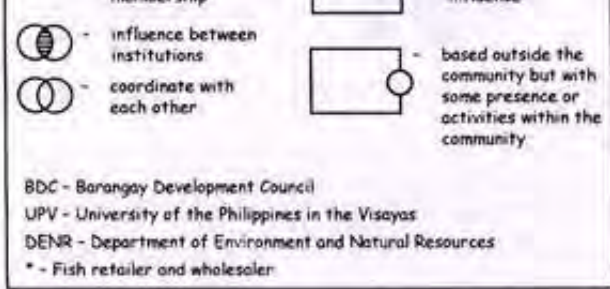 membership
influence
- influence between
institutions
- coordinate with
each other
- based outside the
community but with
some presence or
activities within the
community
BDC - Barangay Development Council
UPV - University of the Philippines in the Visayas
DENR - Department of Environment and Natural Resources
* - Fish retailer and wholesaler